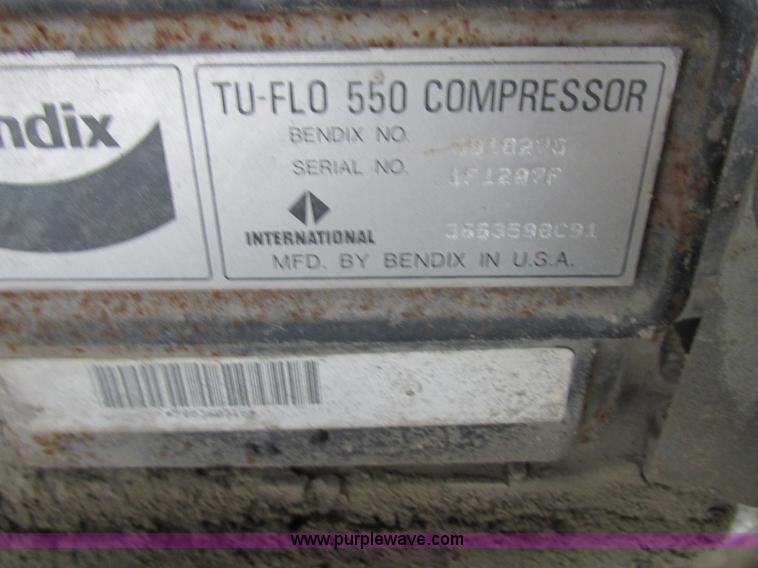 ndix
TU-FLO 550 COMPRESSOR
BENDIX NO.
SERIAL NO.
INTERNATIONAL
MFD. BY BENDIX IN U.S.A.
www.purplewave.com